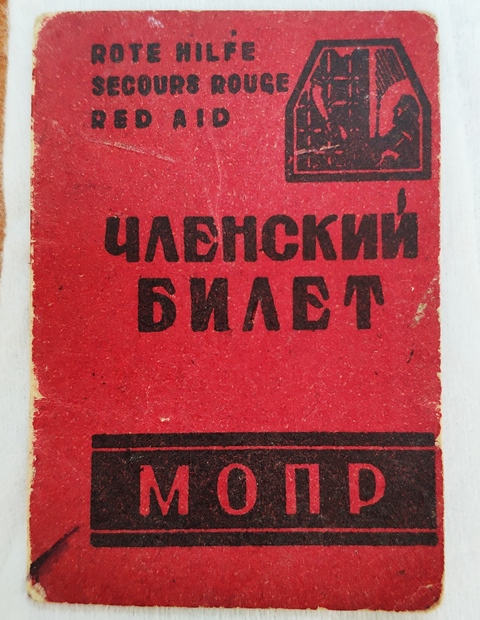 ROTE HILFE
SECOURS ROUGE
RED AID
ЧЛЕНСКИЙ
БИЛЕТ
МОПР